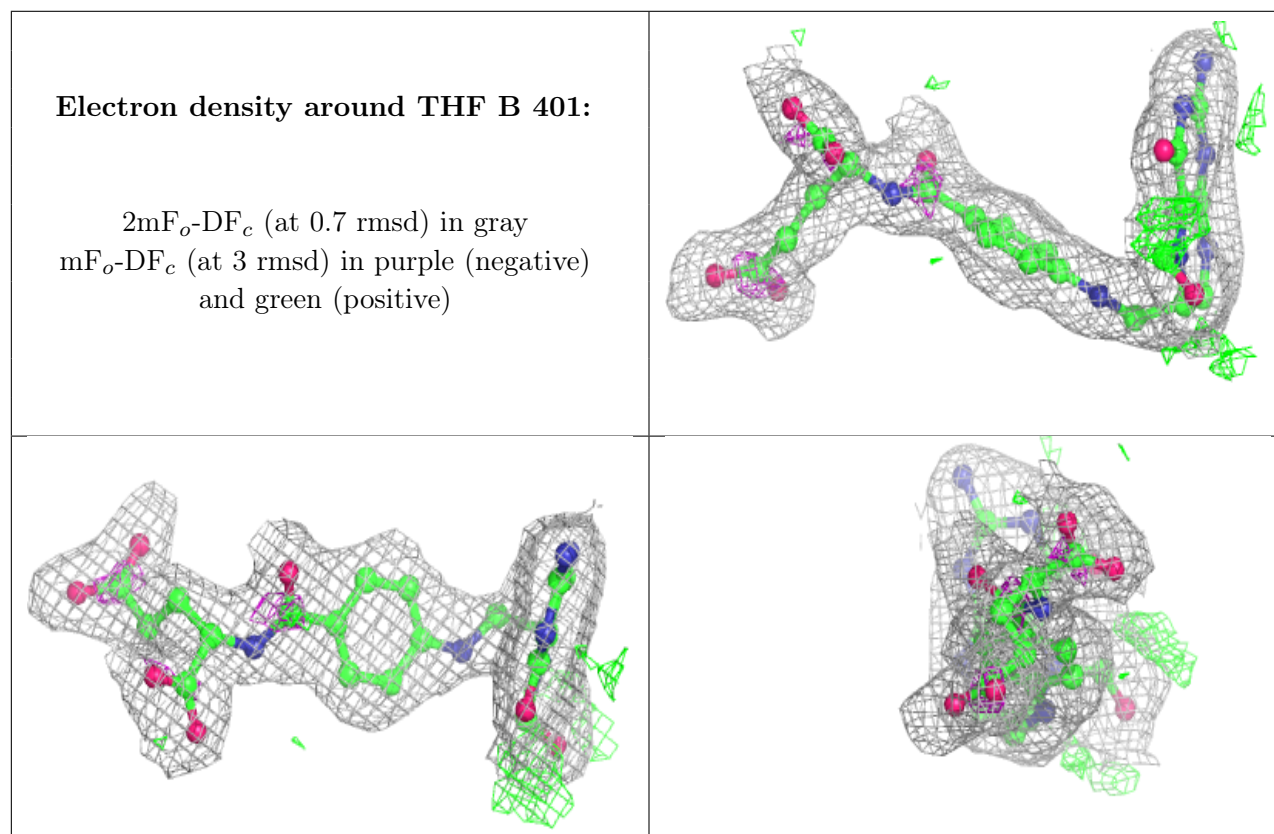 Electron density around THF B 401:
2mFₒ-DF𝒸 (at 0.7 rmsd) in gray
mFₒ-DF𝒸 (at 3 rmsd) in purple (negative)
and green (positive)